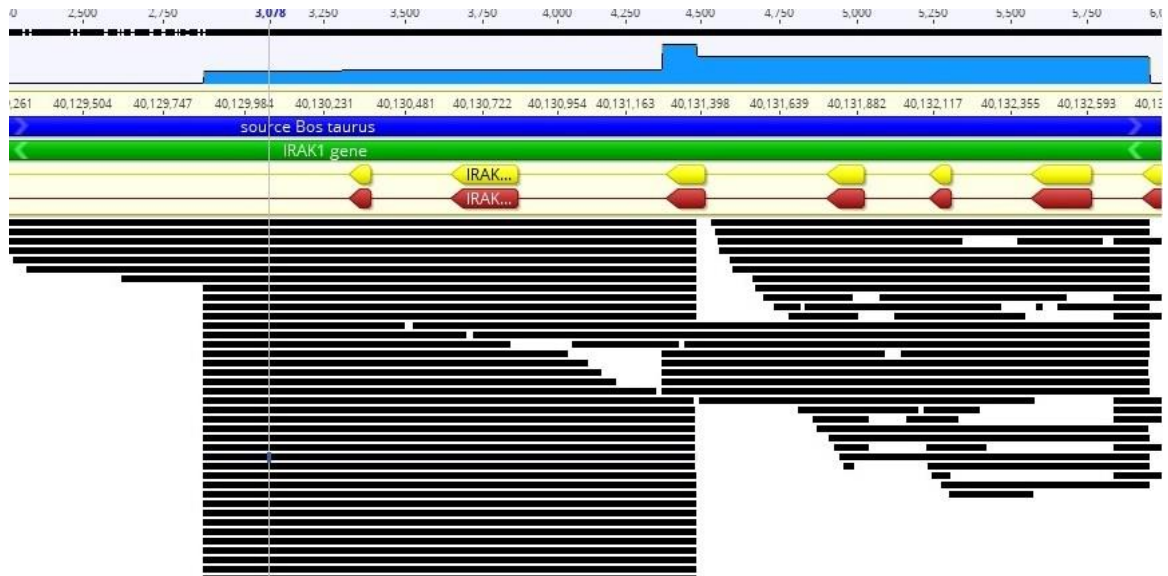 2,500 2,750 3,078 3,250 3,500 3,750 4,000 4,250 4,500 4,750 5,000 5,250 5,500 5,750
,261 40,129,504 40,129,747 40,129,984 40,130,231 40,130,481 40,130,722 40,130,954 40,131,163 40,131,398 40,131,639 40,131,882 40,132,117 40,132,355 40,132,593 40,13
source Bos taurus
IRAK1 gene
IRAK...
IRAK...